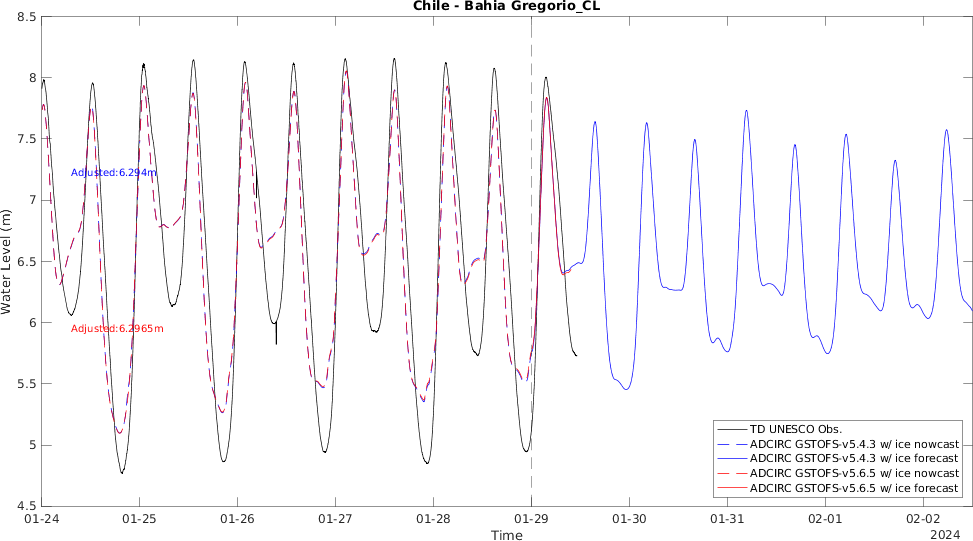 Chile - Bahia Gregorio_CL
8.5
8
7.5
7
6.5
6
5.5
5
4.5
Water Level (m)
Adjusted:6.294m
Adjusted:6.2965m
TD UNESCO Obs.
ADCIRC GSTOFS-v5.4.3 w/ ice nowcast
ADCIRC GSTOFS-v5.4.3 w/ ice forecast
ADCIRC GSTOFS-v5.6.5 w/ ice nowcast
ADCIRC GSTOFS-v5.6.5 w/ ice forecast
01-24 01-25 01-26 01-27 01-28 01-29 01-30 01-31 02-01 02-02
Time
2024